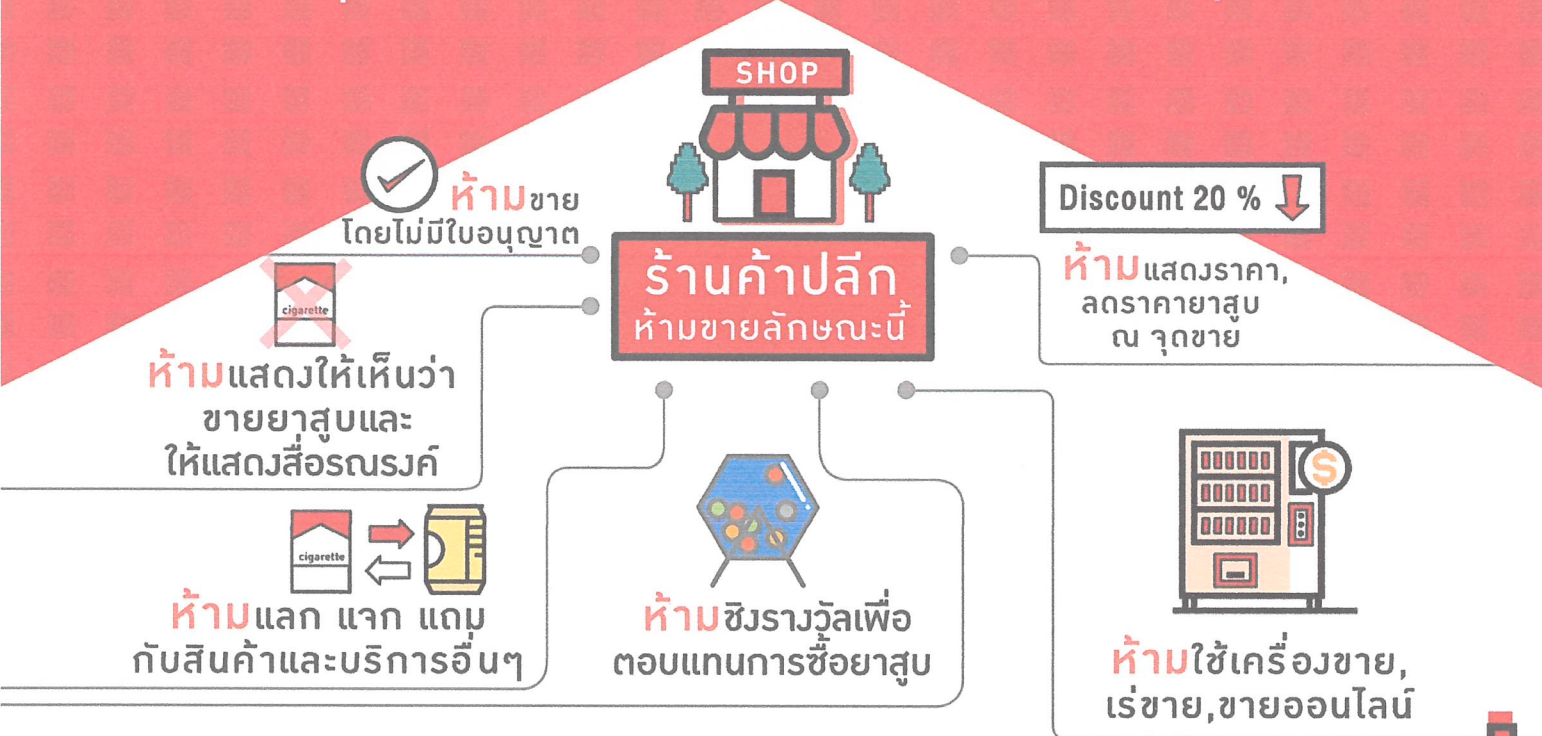 SHOP
ห้ามขาย
โดยไม่มีใบอนุญาต
ร้านค้าปลีก
ห้ามขายลักษณะนี้
Discount 20 %
ห้ามแสดงราคา,
ลดราคายาสูบ
ณ จุดขาย
cigarette
ห้ามแสดงให้เห็นว่า
ขายยาสูบและ
ให้แสดงสื่อรณรงค์
cigarette
ห้ามแลก แจก แถม
กับสินค้าและบริการอื่นๆ
ห้ามชิงรางวัลเพื่อ
ตอบแทนการซื้อยาสูบ
$
ห้ามใช้เครื่องขาย,
เร่ขาย,ขายออนไลน์